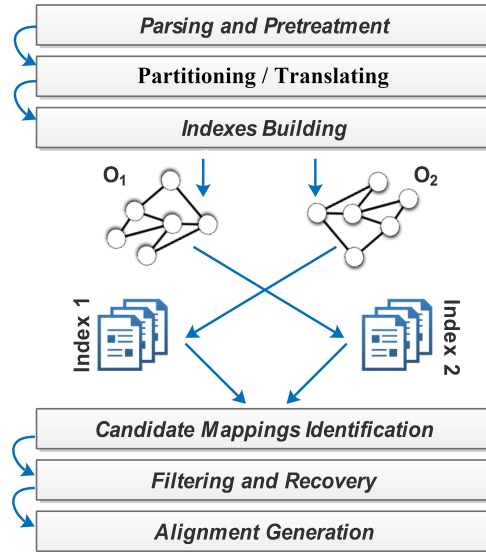 Parsing and Pretreatment
Partitioning / Translating
Indexes Building
O₁
O₂
Index 1
Index 2
Candidate Mappings Identification
Filtering and Recovery
Alignment Generation